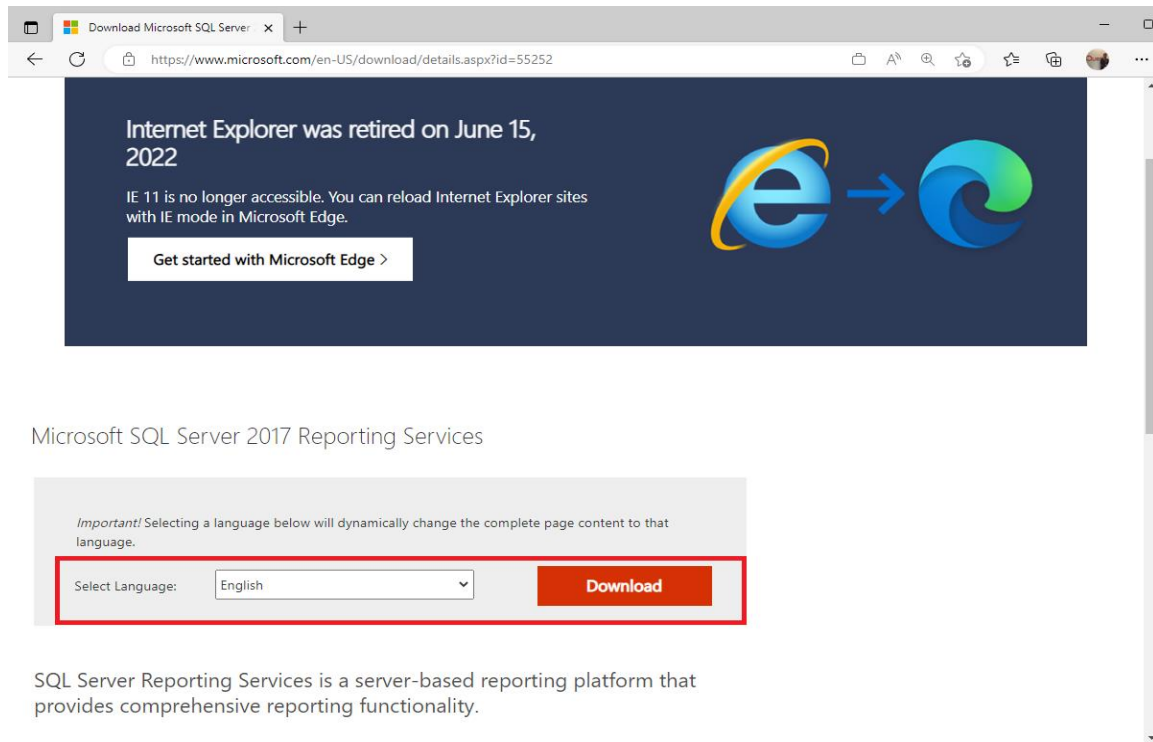 Download Microsoft SQL Server
https://www.microsoft.com/en-US/download/details.aspx?id=55252
Internet Explorer was retired on June 15,
2022
IE 11 is no longer accessible. You can reload Internet Explorer sites
with IE mode in Microsoft Edge.
Get started with Microsoft Edge >
Microsoft SQL Server 2017 Reporting Services
Important! Selecting a language below will dynamically change the complete page content to that
language.
Select Language:
English
Download
SQL Server Reporting Services is a server-based reporting platform that
provides comprehensive reporting functionality.